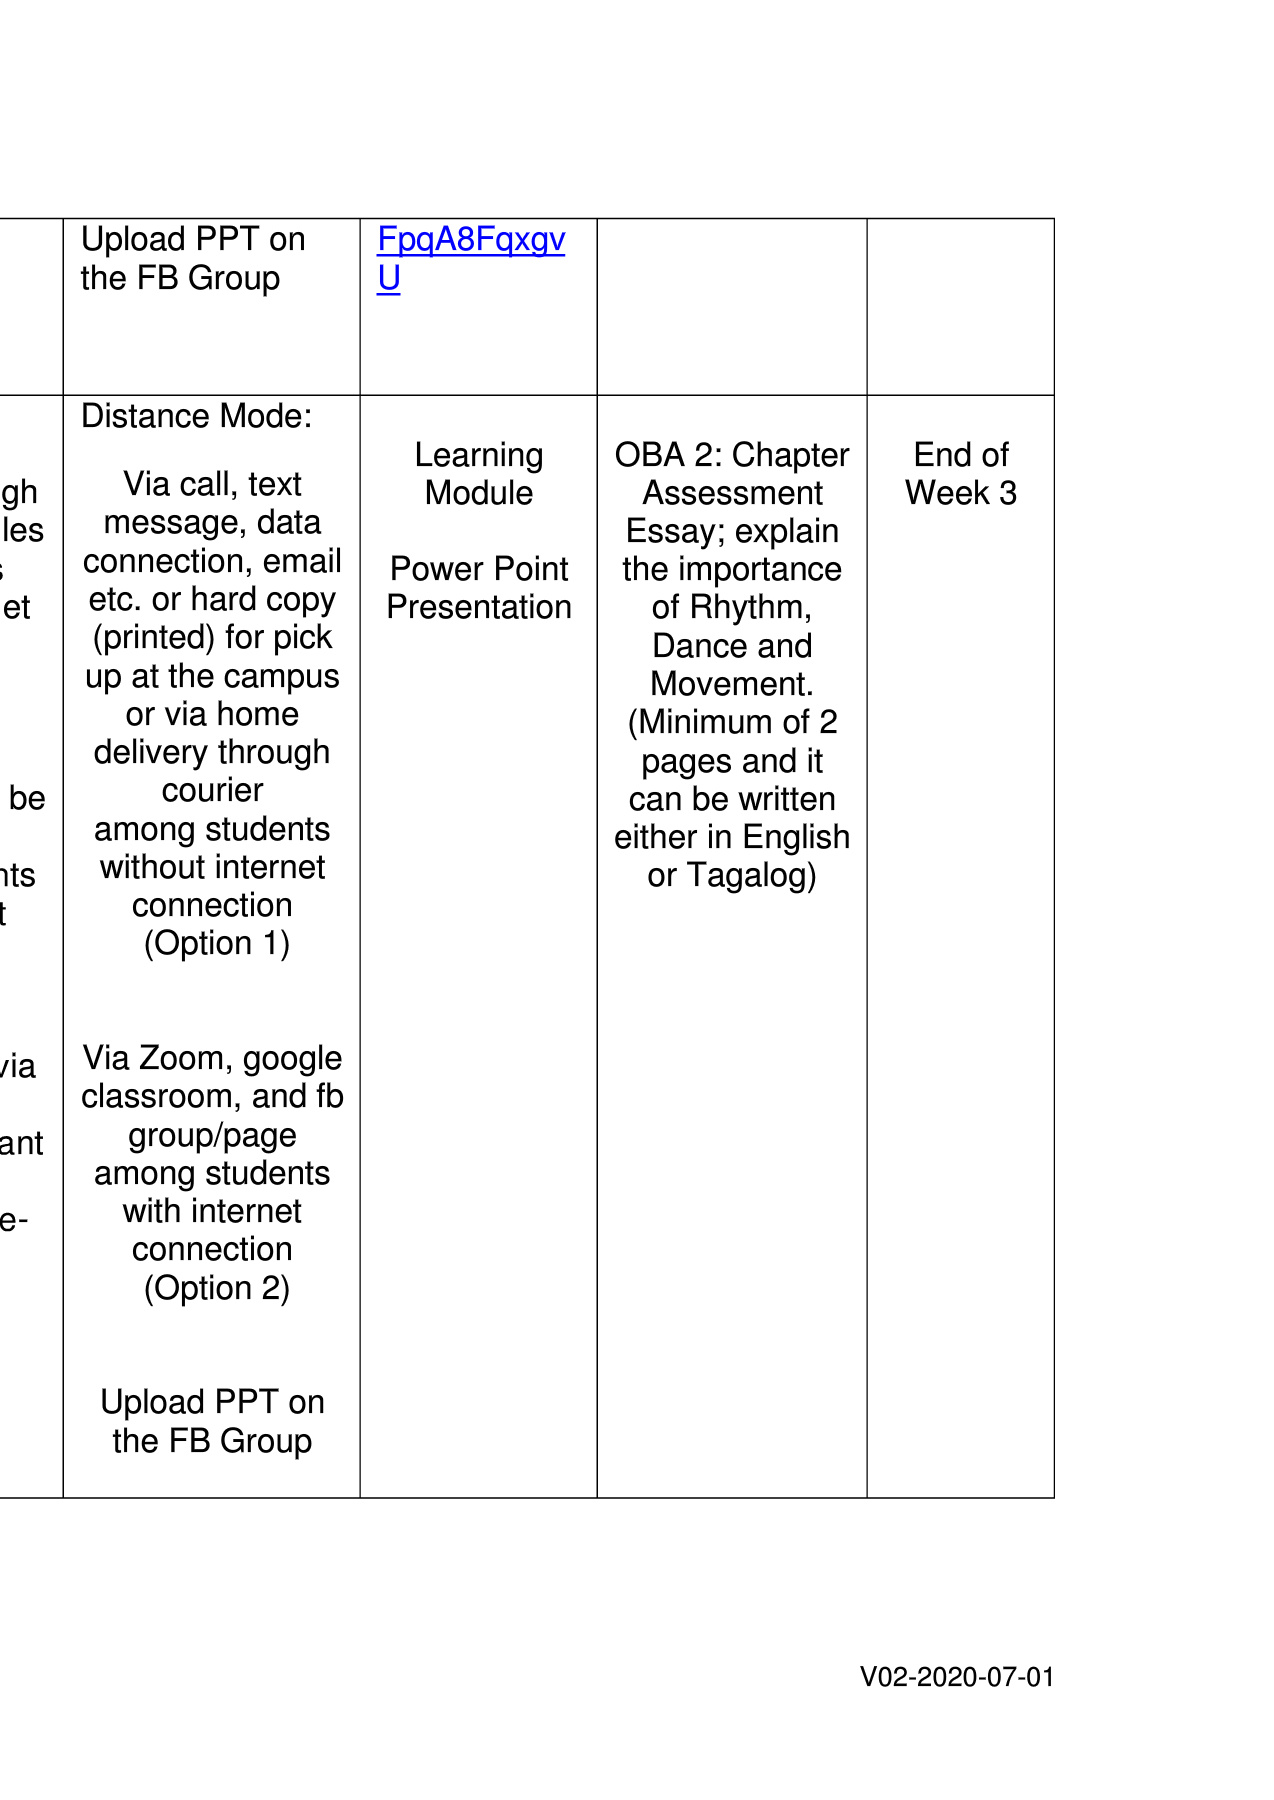 Upload PPT on
the FB Group
FpqA8Fqxgv
U
gh
les
s
et
be
nts
t
via
ant
e-
Distance Mode:
Via call, text
message, data
connection, email
etc. or hard copy
(printed) for pick
up at the campus
or via home
delivery through
courier
among students
without internet
connection
(Option 1)
Via Zoom, google
classroom, and fb
group/page
among students
with internet
connection
(Option 2)
Upload PPT on
the FB Group
Learning
Module
Power Point
Presentation
OBA 2: Chapter
Assessment
Essay; explain
the importance
of Rhythm,
Dance and
Movement.
(Minimum of 2
pages and it
can be written
either in English
or Tagalog)
End of
Week 3
V02-2020-07-01